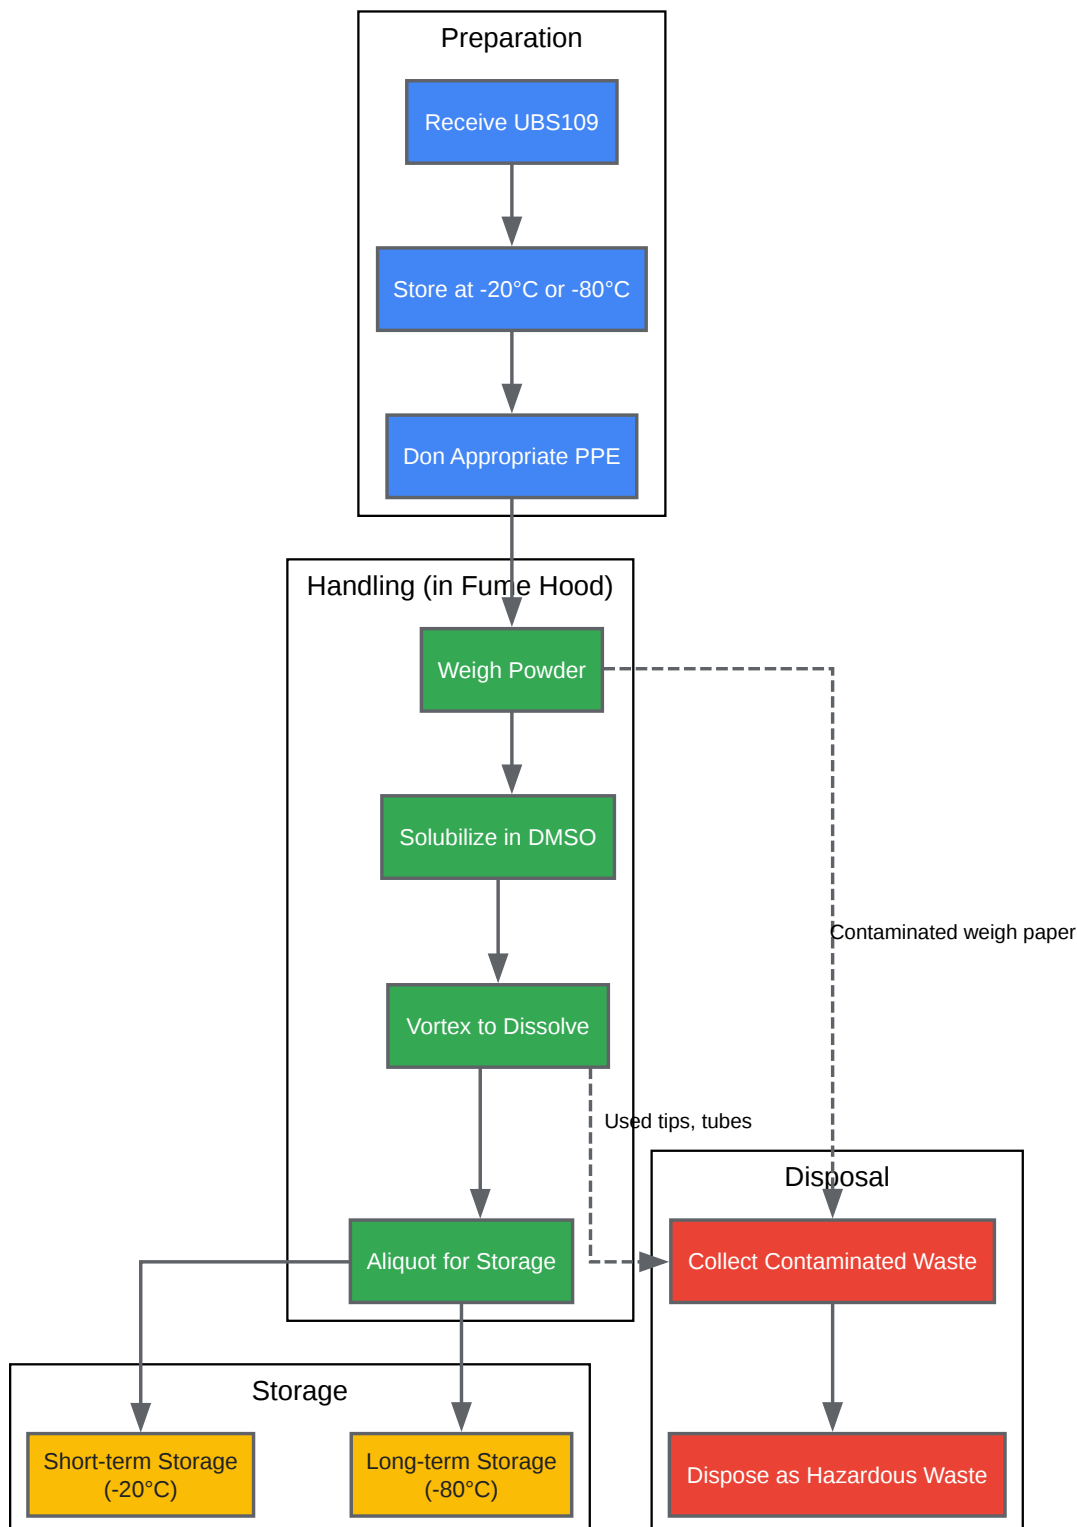 Preparation
Receive UBS109
Store at -20°C or -80°C
Don Appropriate PPE
Handling (in Fume Hood)
Weigh Powder
Solubilize in DMSO
Contaminated weigh paper
Vortex to Dissolve
Used tips, tubes
Disposal
Aliquot for Storage
Collect Contaminated Waste
Storage
Short-term Storage
(-20°C)
Long-term Storage
(-80°C)
Dispose as Hazardous Waste